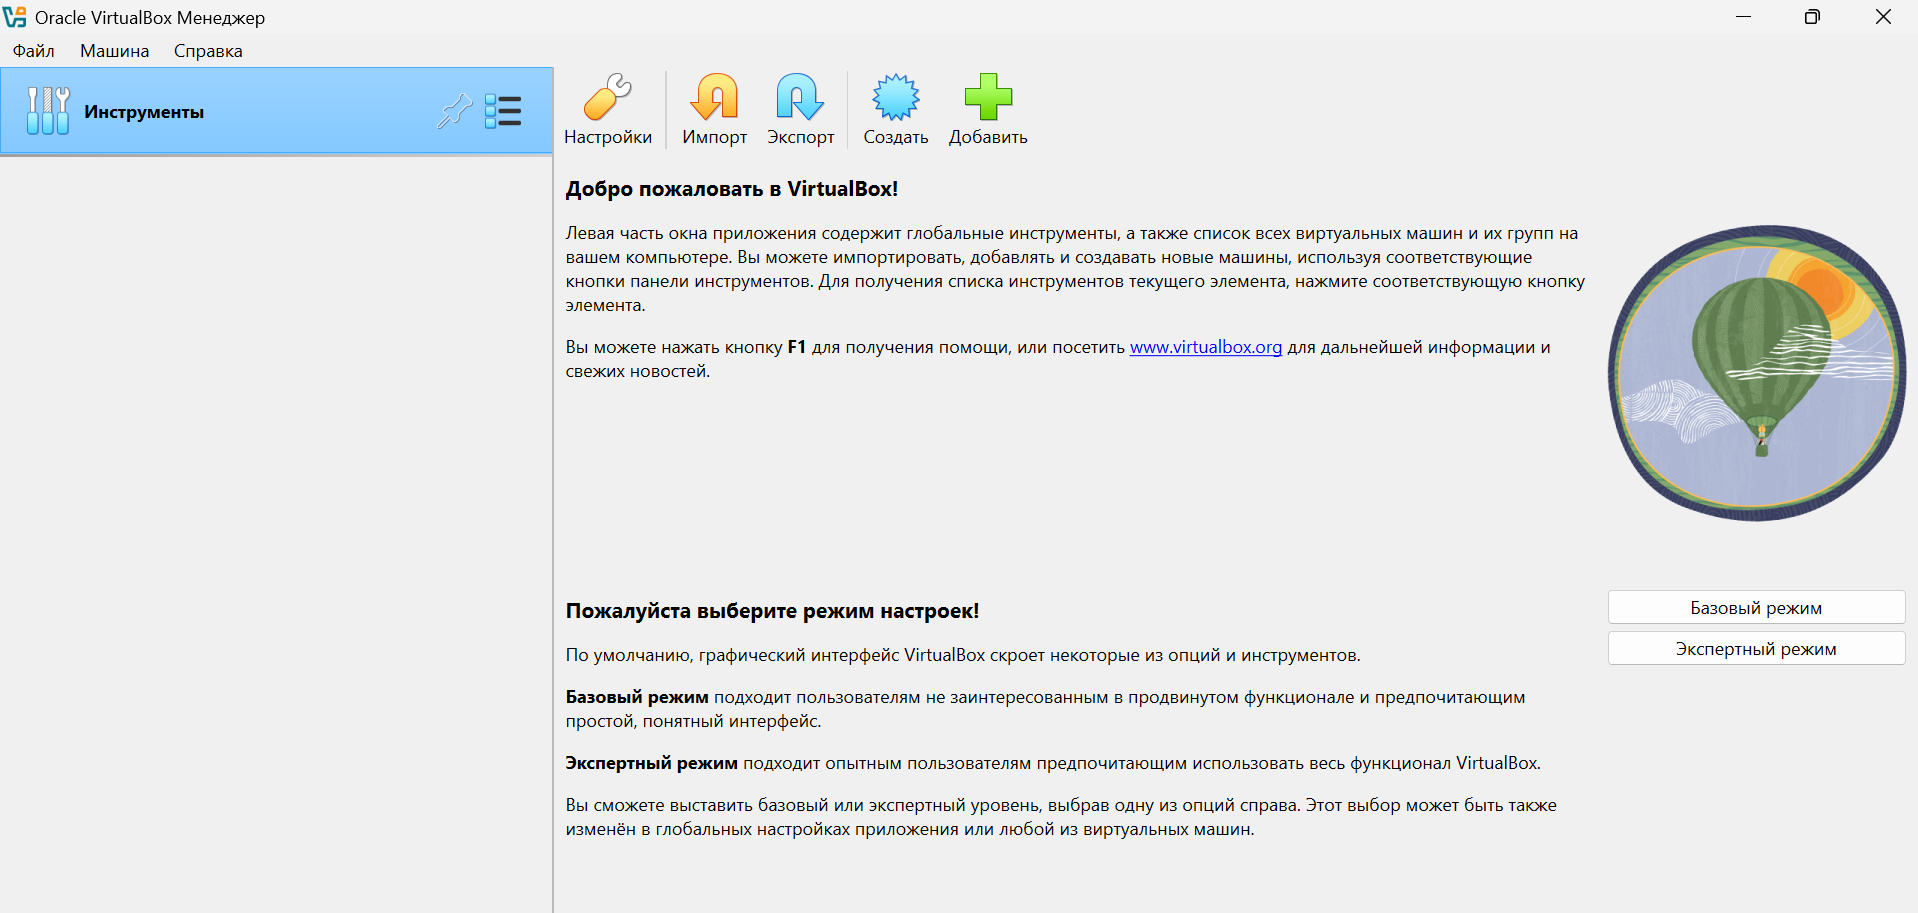 Oracle VirtualBox Менеджер
Файл Машина Справка
Инструменты
Настройки Импорт Экспорт Создать Добавить
Добро пожаловать в VirtualBox!
Левая часть окна приложения содержит глобальные инструменты, а также список всех виртуальных машин и их групп на
вашем компьютере. Вы можете импортировать, добавлять и создавать новые машины, используя соответствующие
кнопки панели инструментов. Для получения списка инструментов текущего элемента, нажмите соответствующую кнопку
элемента.
Вы можете нажать кнопку F1 для получения помощи, или посетить www.virtualbox.org для дальнейшей информации и
свежих новостей.
Пожалуйста выберите режим настроек!
По умолчанию, графический интерфейс VirtualBox скроет некоторые из опций и инструментов.
Базовый режим подходит пользователям не заинтересованным в продвинутом функционале и предпочитающим
простой, понятный интерфейс.
Экспертный режим подходит опытным пользователям предпочитающим использовать весь функционал VirtualBox.
Вы сможете выставить базовый или экспертный уровень, выбрав одну из опций справа. Этот выбор может быть также
изменён в глобальных настройках приложения или любой из виртуальных машин.
Базовый режим
Экспертный режим